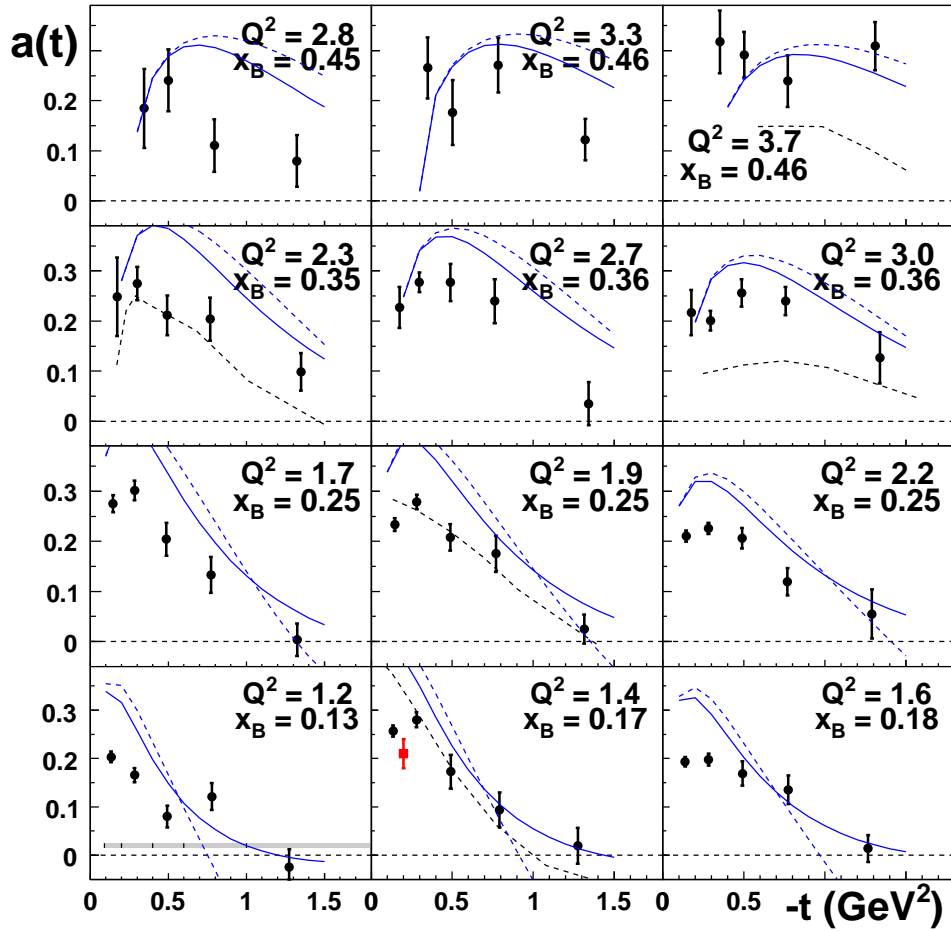 a(t)
Q² = 2.8
x_B = 0.45
Q² = 3.3
x_B = 0.46
Q² = 3.7
x_B = 0.46
0.2
0.1
0
Q² = 2.3
x_B = 0.35
Q² = 2.7
x_B = 0.36
Q² = 3.0
x_B = 0.36
0.3
0.2
0.1
0
Q² = 1.7
x_B = 0.25
Q² = 1.9
x_B = 0.25
Q² = 2.2
x_B = 0.25
0.3
0.2
0.1
0
Q² = 1.2
x_B = 0.13
Q² = 1.4
x_B = 0.17
Q² = 1.6
x_B = 0.18
0.3
0.2
0.1
0
0 0.5 1 1.5 0 0.5 1 1.5 0 0.5 1 1.5
-t (GeV²)